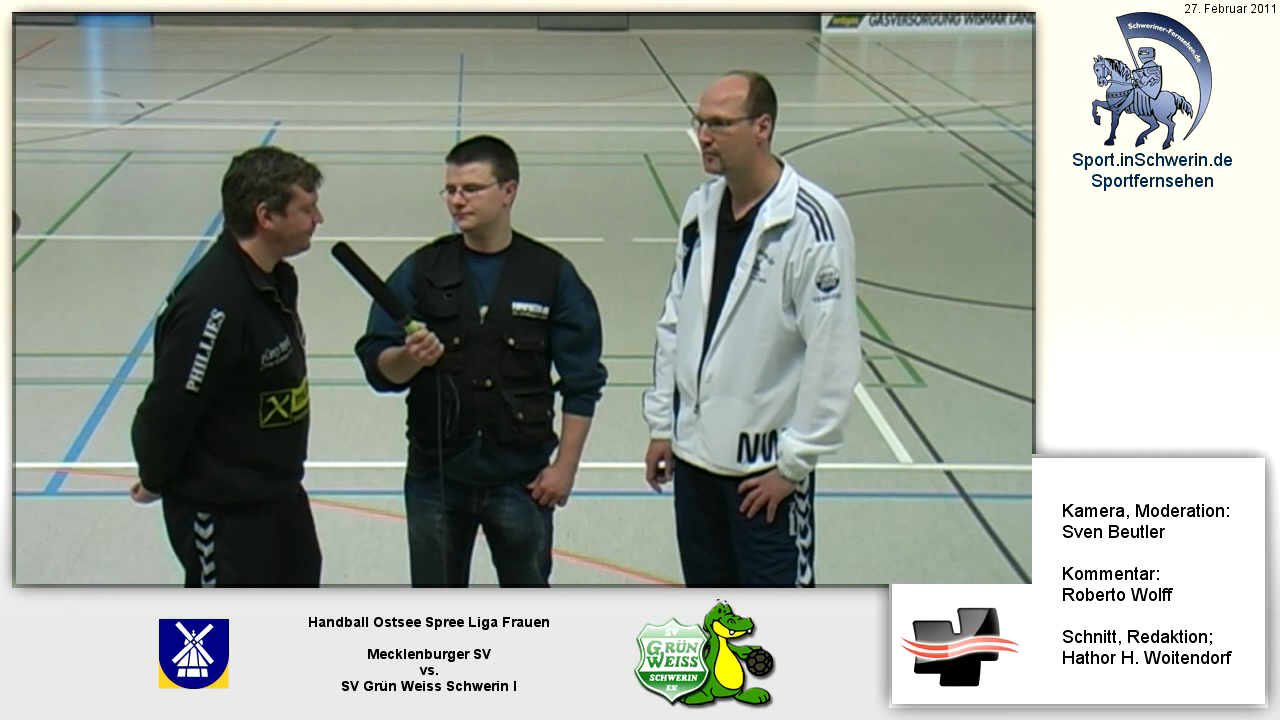 27. Februar 2011
GASVERSORGUNG WISMAR LAND
Schweriner-Fernsehen.de
Sport.inSchwerin.de
Sportfernsehen
PHILLIES
NW
Kamera, Moderation:
Sven Beutler
Kommentar:
Roberto Wolff
Schnitt, Redaktion;
Hathor H. Woitendorf
Handball Ostsee Spree Liga Frauen
Mecklenburger SV
vs.
SV Grün Weiss Schwerin I
SV
GRÜN
WEISS
SCHWERIN
E.V.